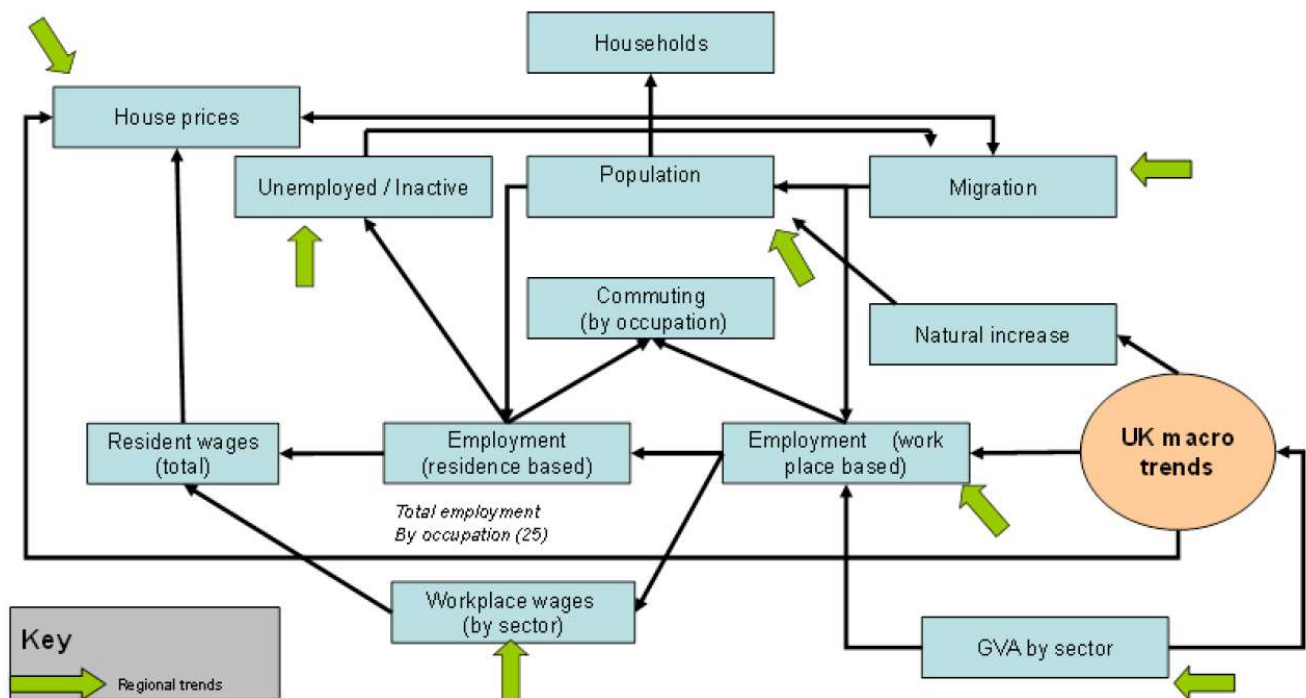 Households
House prices
Unemployed / Inactive
Population
Migration
Commuting
(by occupation)
Natural increase
Resident wages
(total)
Employment
(residence based)
Employment (work
place based)
UK macro
trends
Total employment
By occupation (25)
Workplace wages
(by sector)
GVA by sector
Key
Regional trends